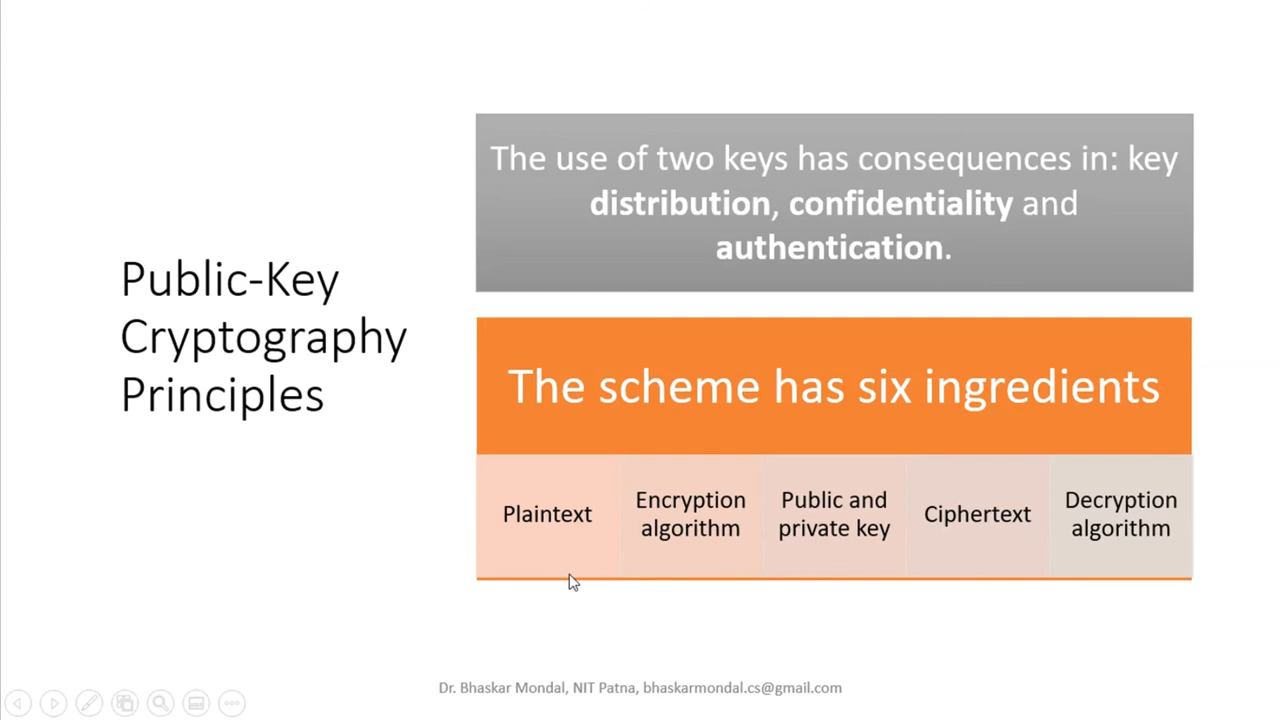 Public-Key
Cryptography
Principles
The use of two keys has consequences in: key
distribution, confidentiality and
authentication.
The scheme has six ingredients
Plaintext
Encryption
algorithm
Public and
private key
Ciphertext
Decryption
algorithm
Dr. Bhaskar Mondal, NIT Patna, bhaskarmondal.cs@gmail.com